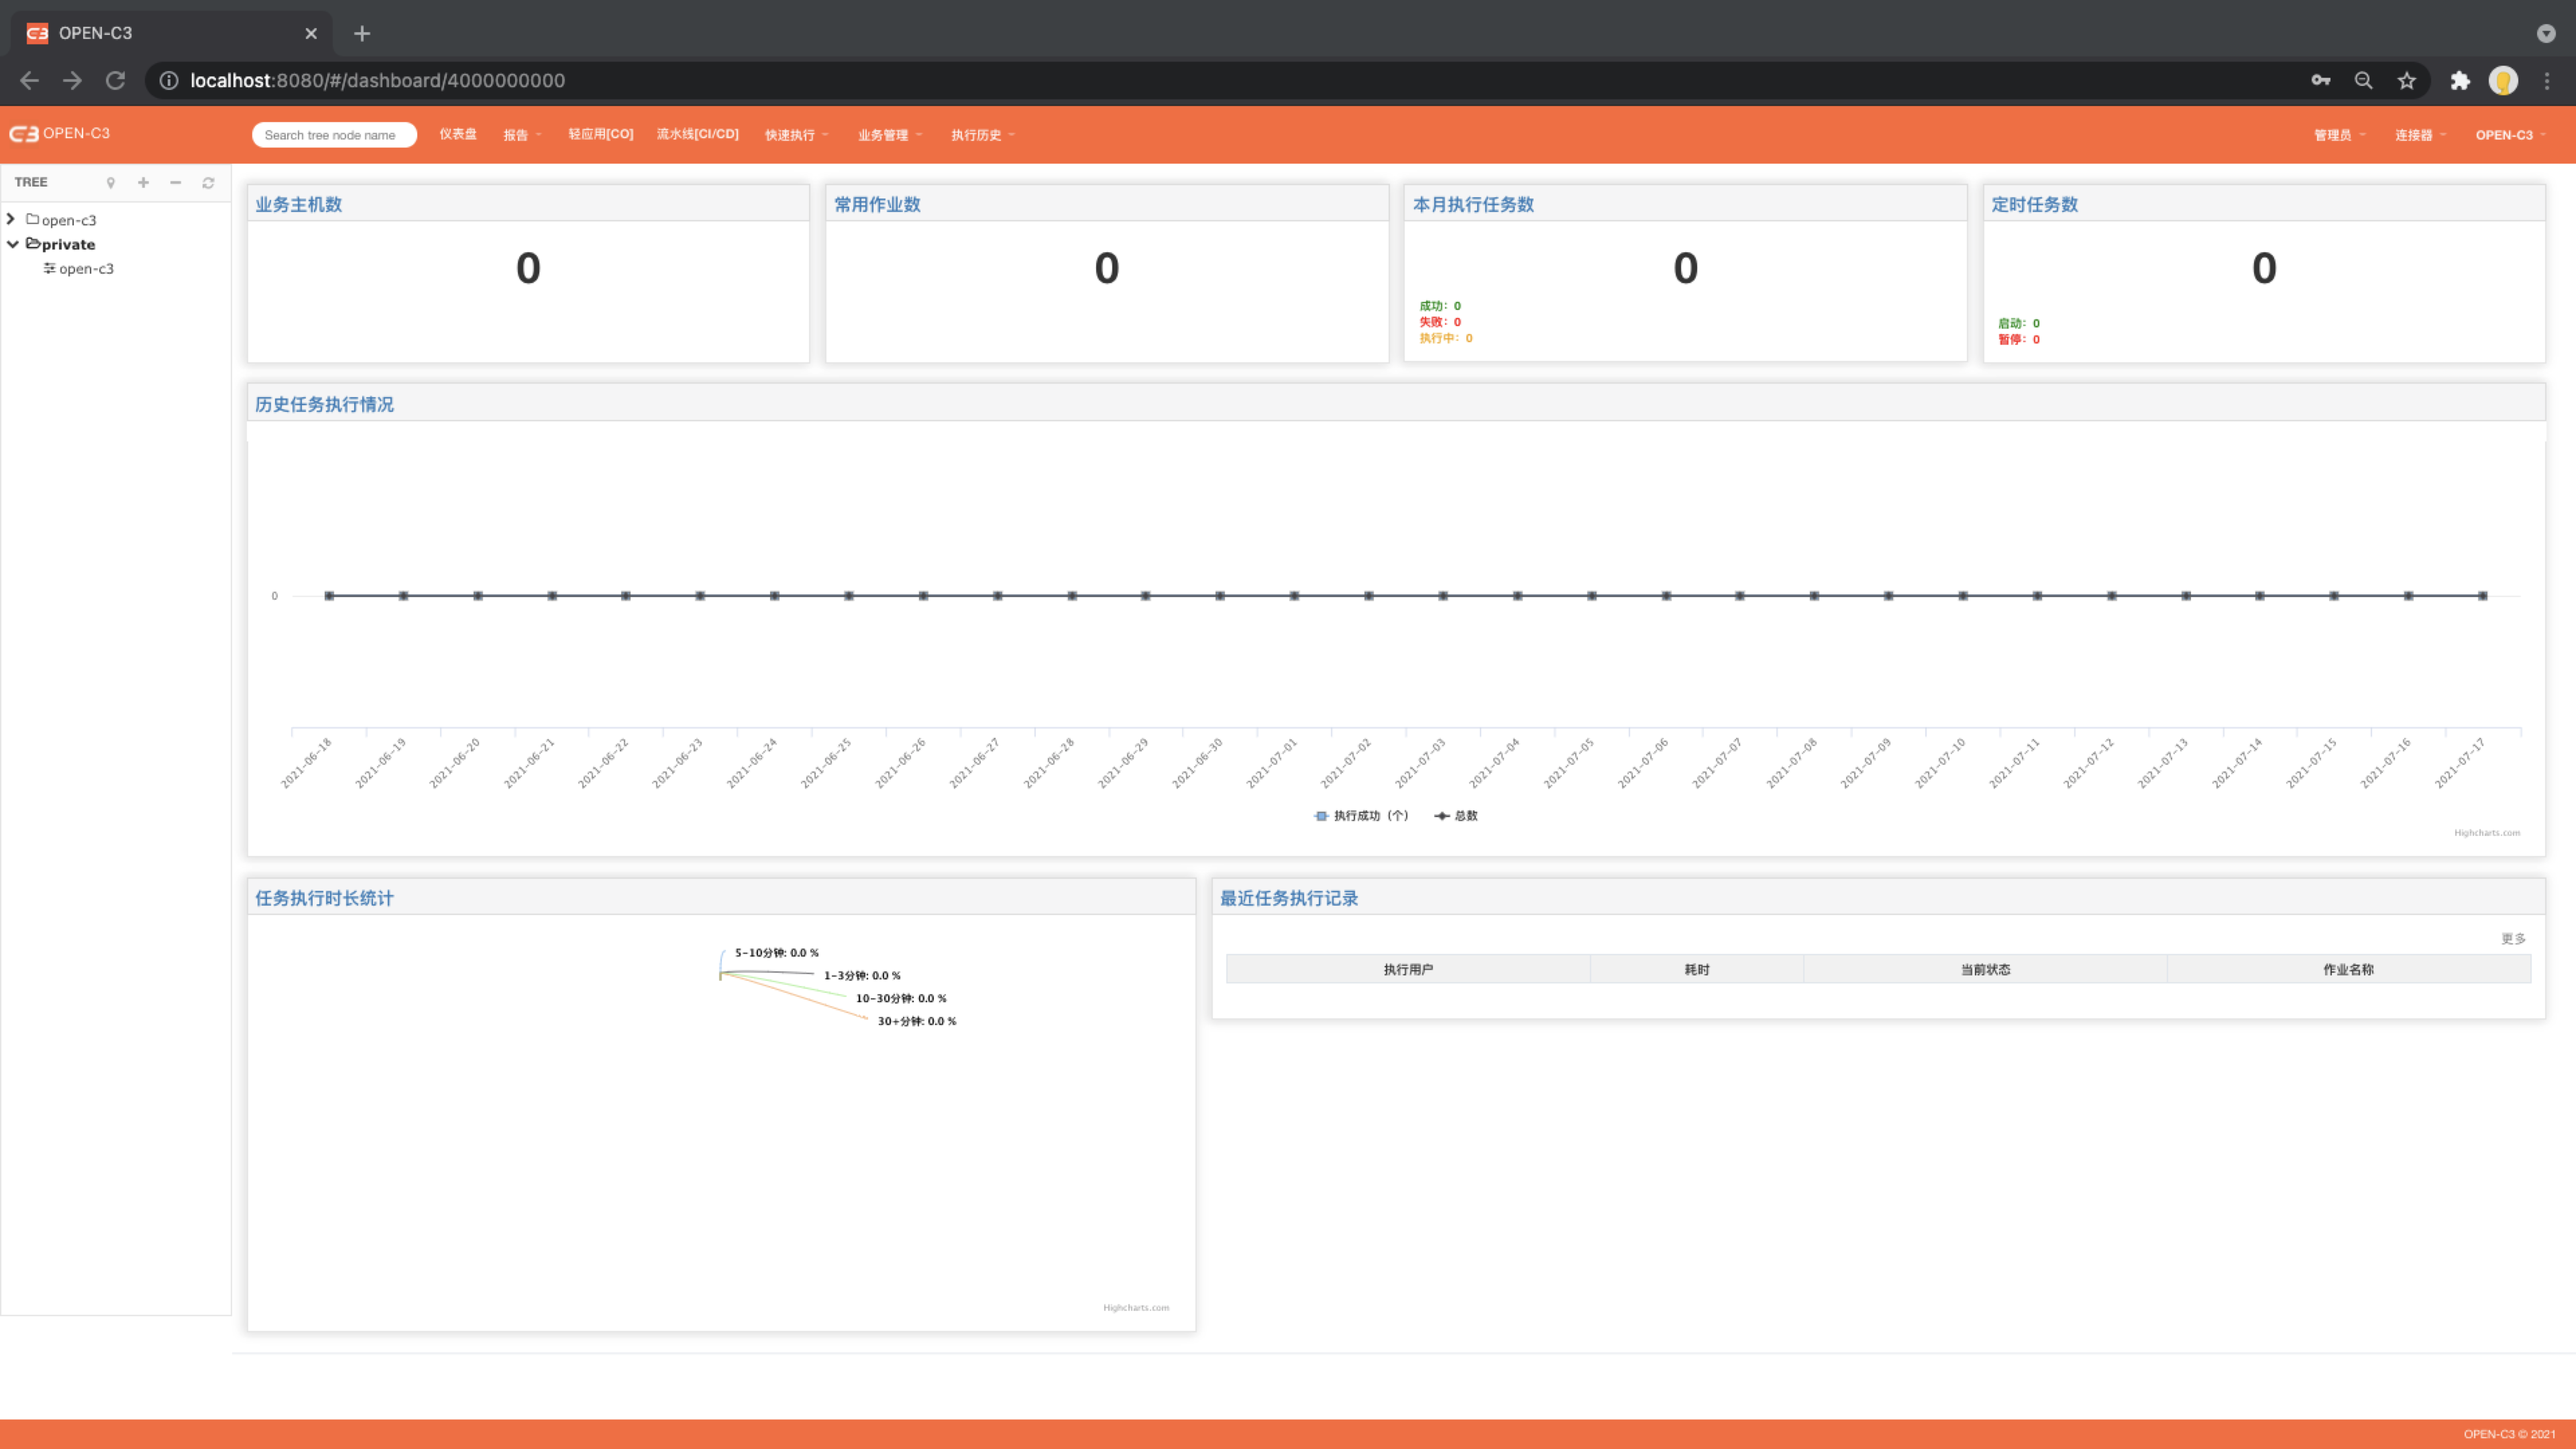 OPEN-C3
localhost:8080/#/dashboard/4000000000
OPEN-C3
Search tree node name
仪表盘
报告
轻应用[CO]
流水线[CI/CD]
快速执行
业务管理
执行历史
管理员
连接器
OPEN-C3
TREE
open-c3
private
open-c3
业务主机数
0
常用作业数
0
本月执行任务数
0
成功: 0
失败: 0
执行中: 0
定时任务数
0
启动: 0
暂停: 0
历史任务执行情况
0
2021-06-18
2021-06-19
2021-06-20
2021-06-21
2021-06-22
2021-06-23
2021-06-24
2021-06-25
2021-06-26
2021-06-27
2021-06-28
2021-06-29
2021-06-30
2021-07-01
2021-07-02
2021-07-03
2021-07-04
2021-07-05
2021-07-06
2021-07-07
2021-07-08
2021-07-09
2021-07-10
2021-07-11
2021-07-12
2021-07-13
2021-07-14
2021-07-15
2021-07-16
2021-07-17
执行成功（个）
总数
Highcharts.com
任务执行时长统计
5-10分钟: 0.0 %
1-3分钟: 0.0 %
10-30分钟: 0.0 %
30+分钟: 0.0 %
Highcharts.com
最近任务执行记录
更多
执行用户
耗时
当前状态
作业名称
OPEN-C3 © 2021